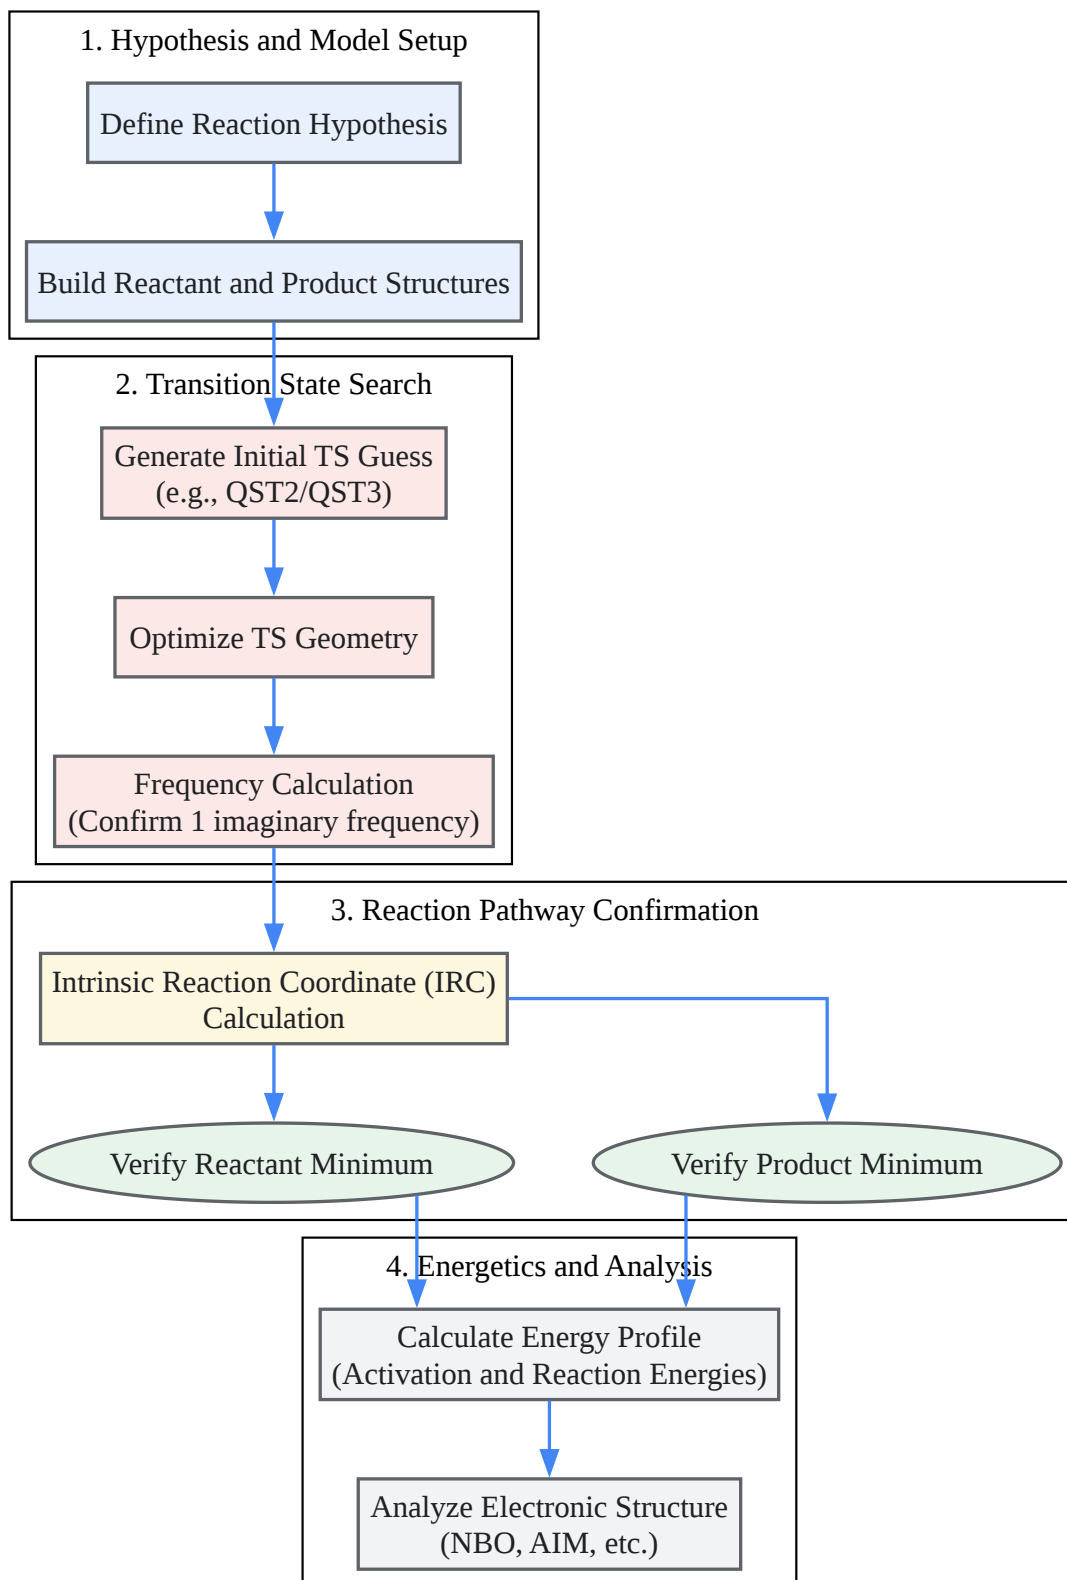 1. Hypothesis and Model Setup
Define Reaction Hypothesis
Build Reactant and Product Structures
2. Transition State Search
Generate Initial TS Guess
(e.g., QST2/QST3)
Optimize TS Geometry
Frequency Calculation
(Confirm 1 imaginary frequency)
3. Reaction Pathway Confirmation
Intrinsic Reaction Coordinate (IRC)
Calculation
Verify Reactant Minimum
Verify Product Minimum
4. Energetics and Analysis
Calculate Energy Profile
(Activation and Reaction Energies)
Analyze Electronic Structure
(NBO, AIM, etc.)